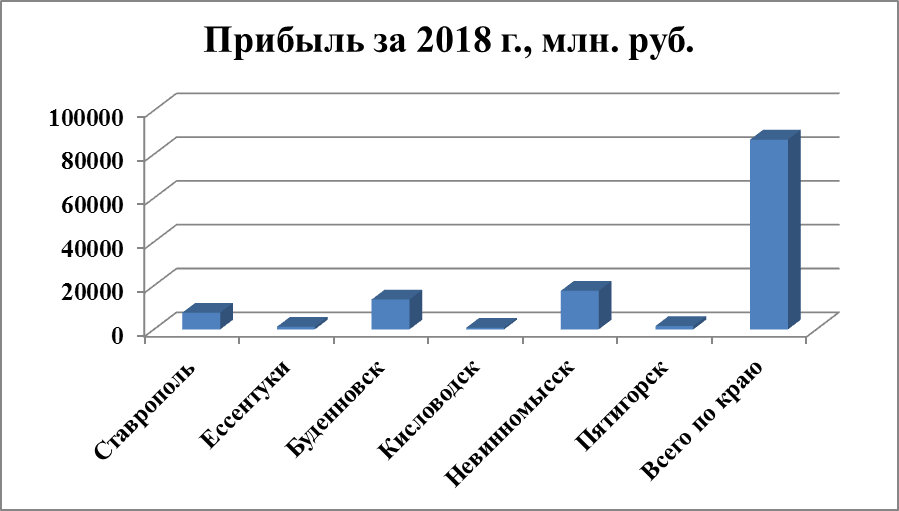 Прибыль за 2018 г., млн. руб.
100000
80000
60000
40000
20000
0
Ставрополь
Ессентуки
Буденновск
Кисловодск
Невинномысск
Пятигорск
Всего по краю